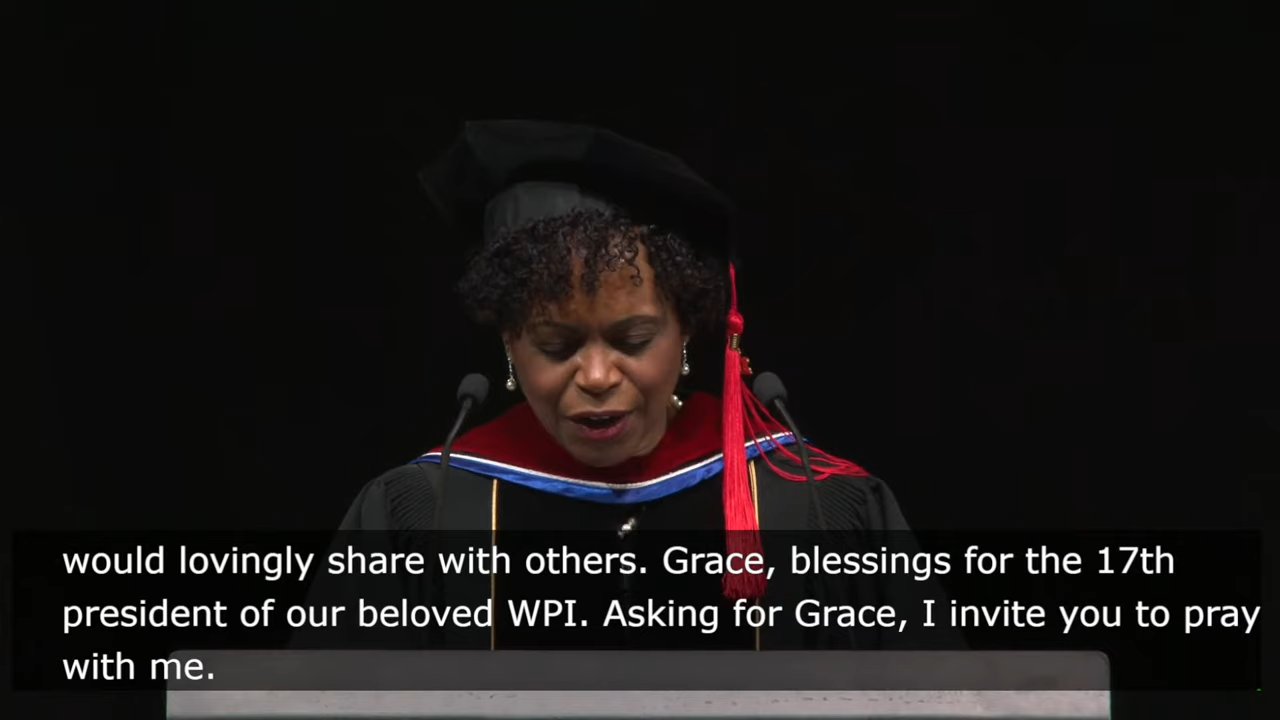 would lovingly share with others. Grace, blessings for the 17th
president of our beloved WPI. Asking for Grace, I invite you to pray
with me.